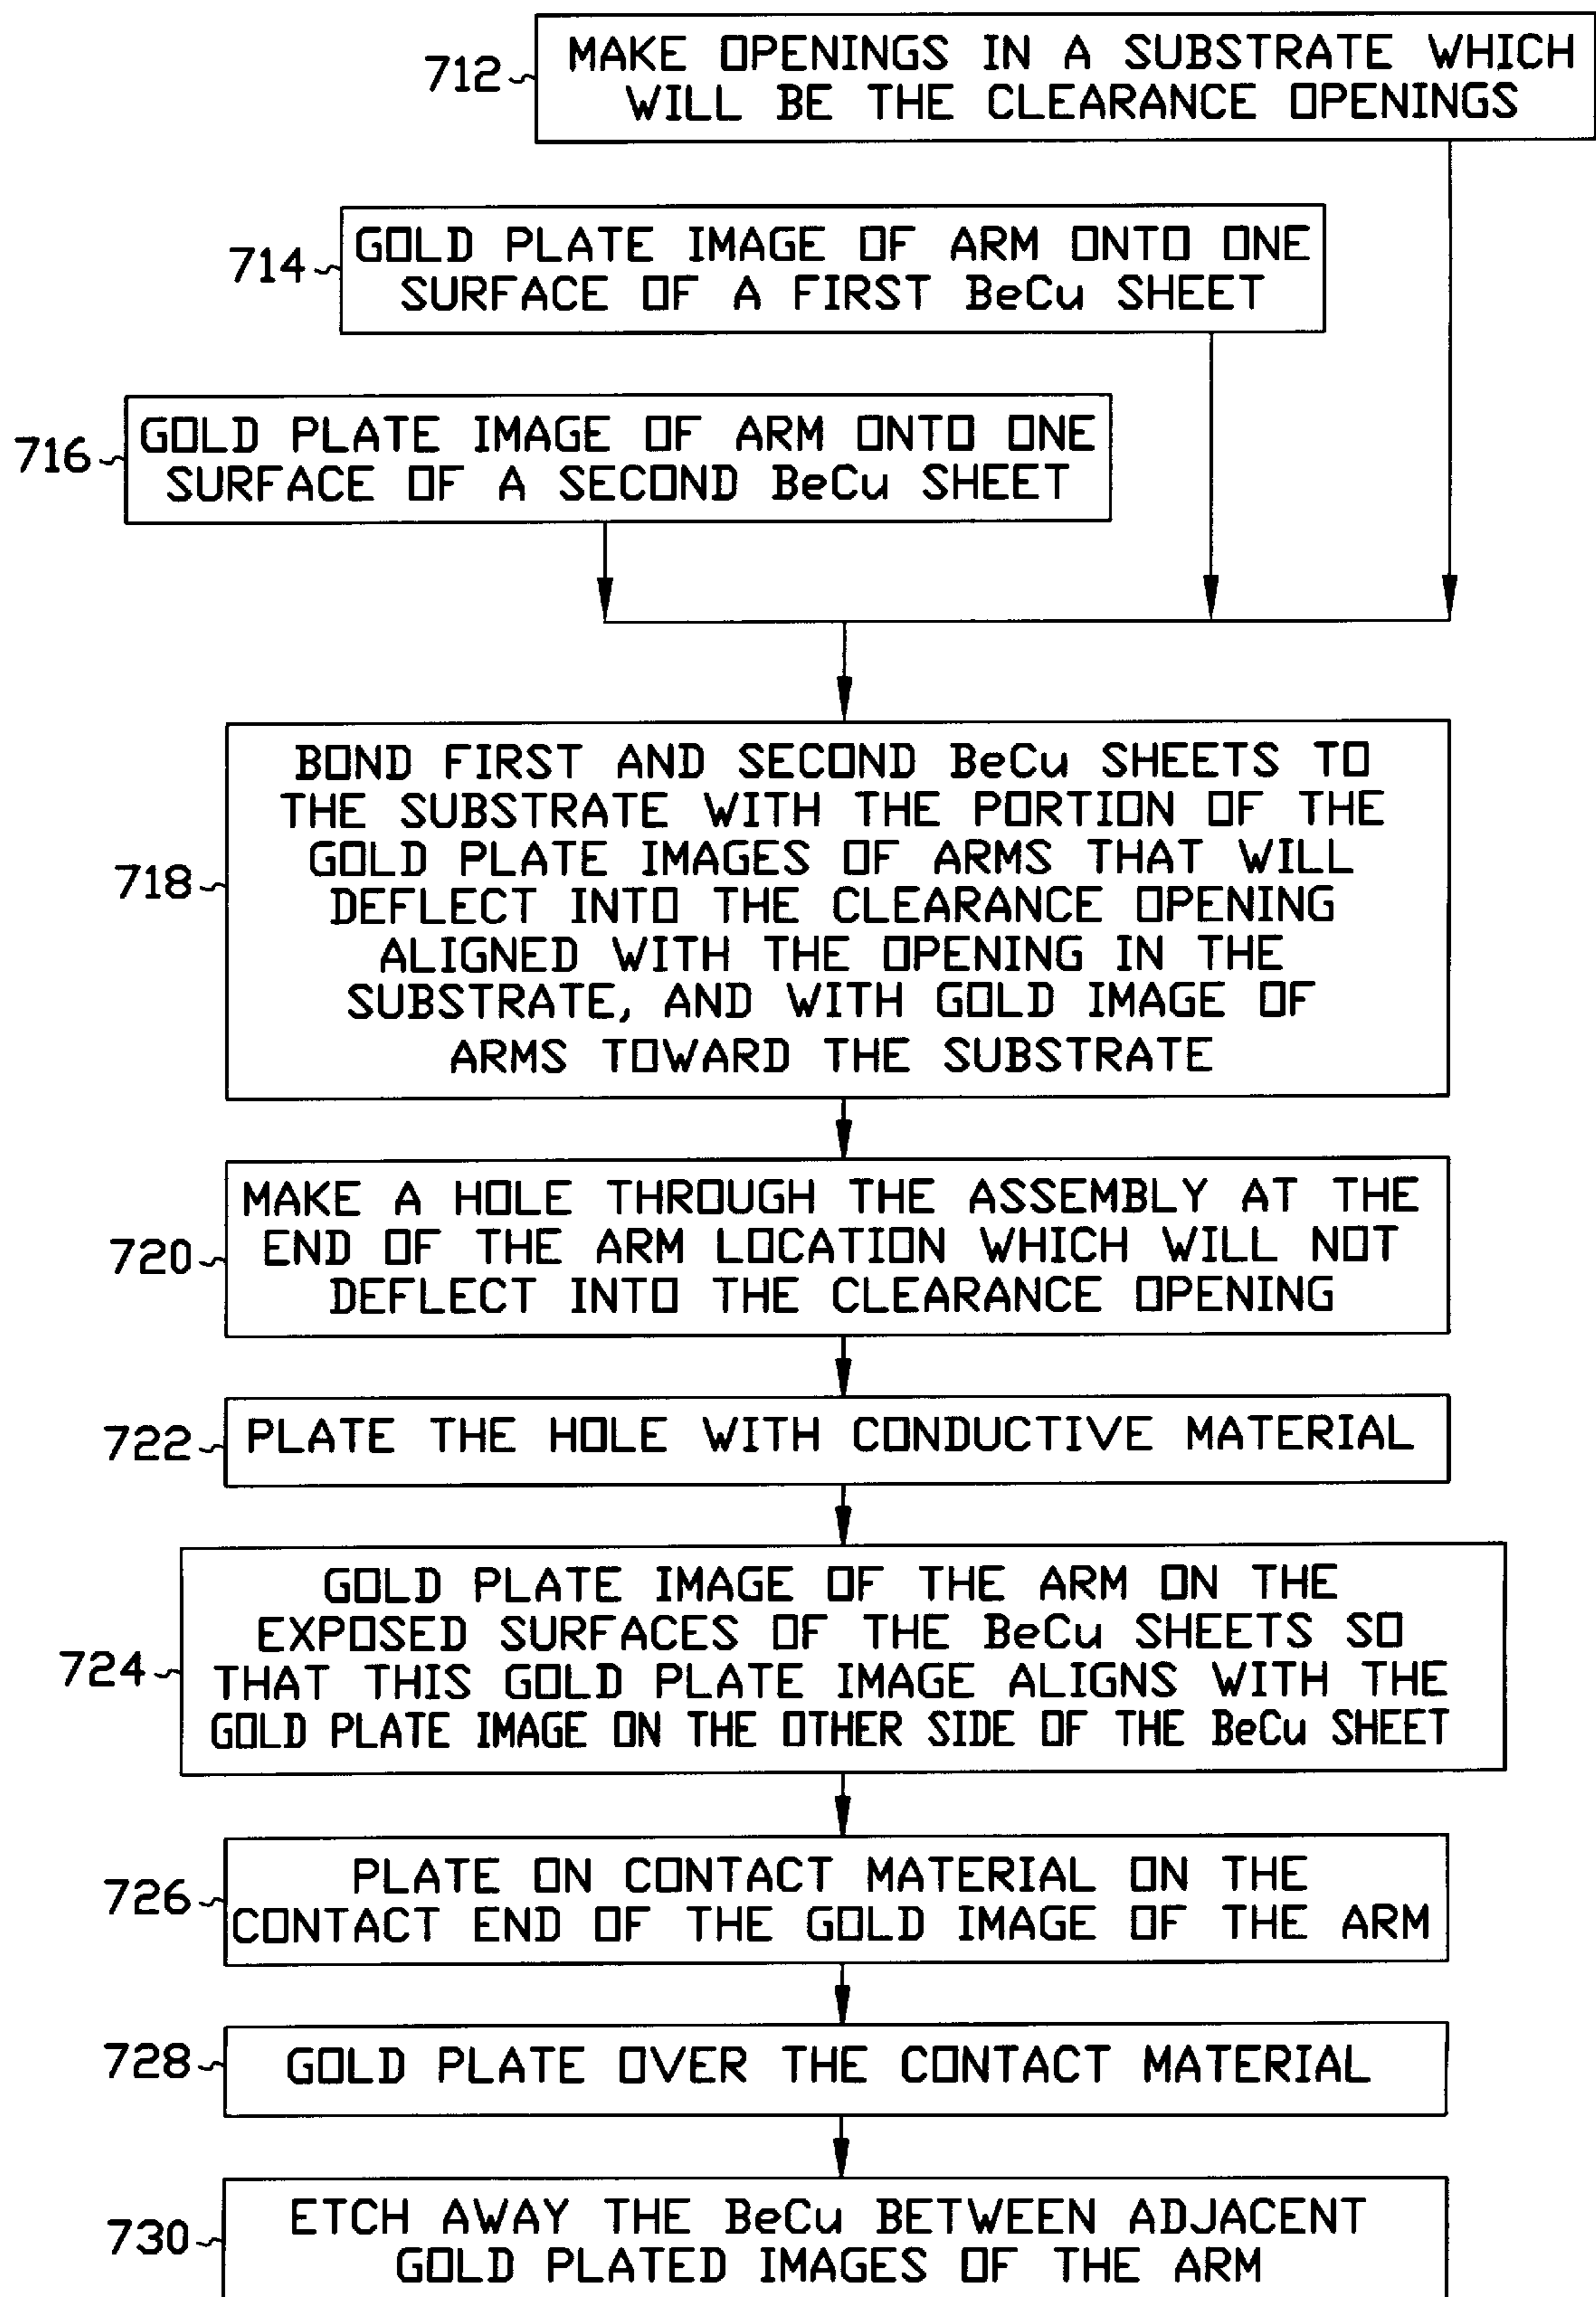 712
MAKE OPENINGS IN A SUBSTRATE WHICH
WILL BE THE CLEARANCE OPENINGS
714
GOLD PLATE IMAGE OF ARM ONTO ONE
SURFACE OF A FIRST BeCu SHEET
716
GOLD PLATE IMAGE OF ARM ONTO ONE
SURFACE OF A SECOND BeCu SHEET
718
BOND FIRST AND SECOND BeCu SHEETS TO
THE SUBSTRATE WITH THE PORTION OF THE
GOLD PLATE IMAGES OF ARMS THAT WILL
DEFLECT INTO THE CLEARANCE OPENING
ALIGNED WITH THE OPENING IN THE
SUBSTRATE, AND WITH GOLD IMAGE OF
ARMS TOWARD THE SUBSTRATE
720
MAKE A HOLE THROUGH THE ASSEMBLY AT THE
END OF THE ARM LOCATION WHICH WILL NOT
DEFLECT INTO THE CLEARANCE OPENING
722
PLATE THE HOLE WITH CONDUCTIVE MATERIAL
724
GOLD PLATE IMAGE OF THE ARM ON THE
EXPOSED SURFACES OF THE BeCu SHEETS SO
THAT THIS GOLD PLATE IMAGE ALIGNS WITH THE
GOLD PLATE IMAGE ON THE OTHER SIDE OF THE BeCu SHEET
726
PLATE ON CONTACT MATERIAL ON THE
CONTACT END OF THE GOLD IMAGE OF THE ARM
728
GOLD PLATE OVER THE CONTACT MATERIAL
730
ETCH AWAY THE BeCu BETWEEN ADJACENT
GOLD PLATED IMAGES OF THE ARM